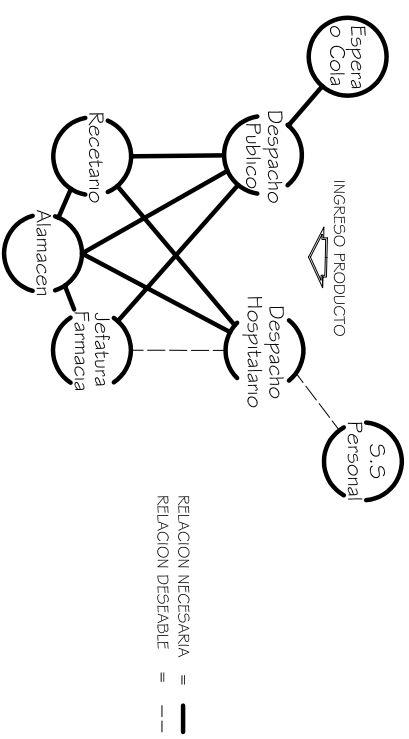 Espera
o Cola
Despacho
Publico
INGRESO PRODUCTO
Recetario
Alamacen
Jefatura
Farmacia
Despacho
Hospitalario
S.S
Personal
RELACION NECESARIA =
RELACION DESEABLE =